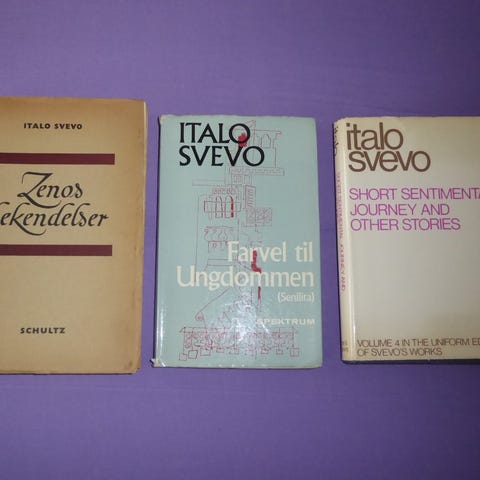 ITALO SVEVO
Zenos
ekendelser
SCHULTZ
ITALO
SVEVO
Farvel til
Ungdommen
(Senilita)
SPEKTRUM
italo
svevo
SHORT SENTIMENTA
JOURNEY AND
OTHER STORIES
VOLUME 4 IN THE UNIFORM ED
OF SVEVO'S WORKS